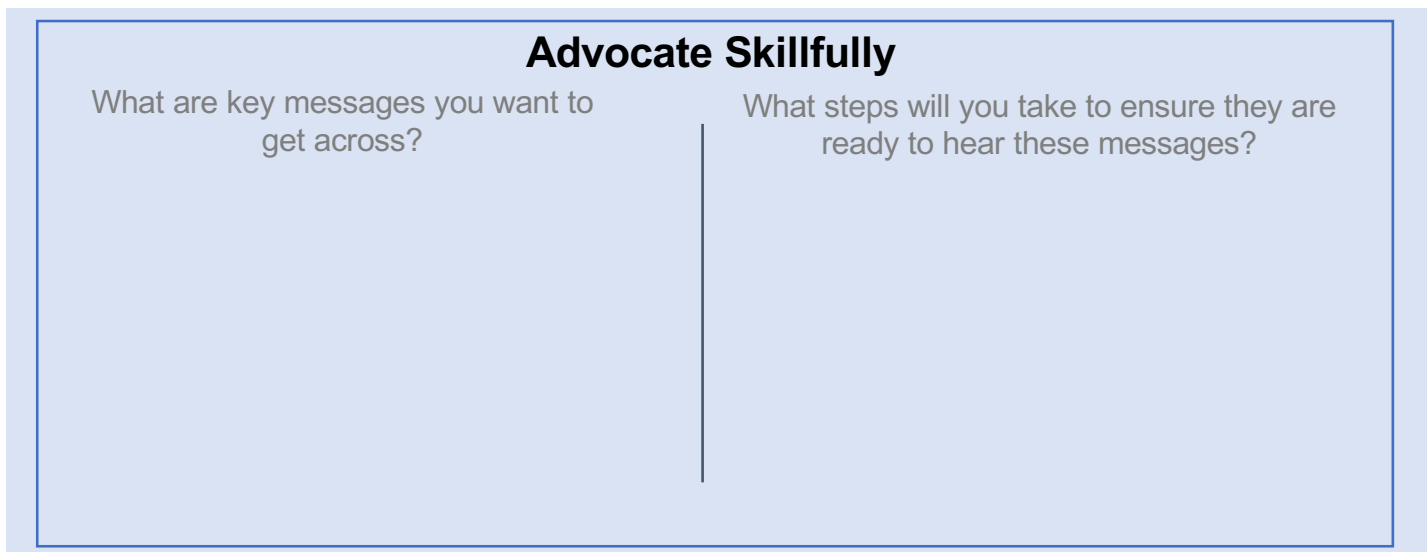 Advocate Skillfully
What are key messages you want to
get across?
What steps will you take to ensure they are
ready to hear these messages?